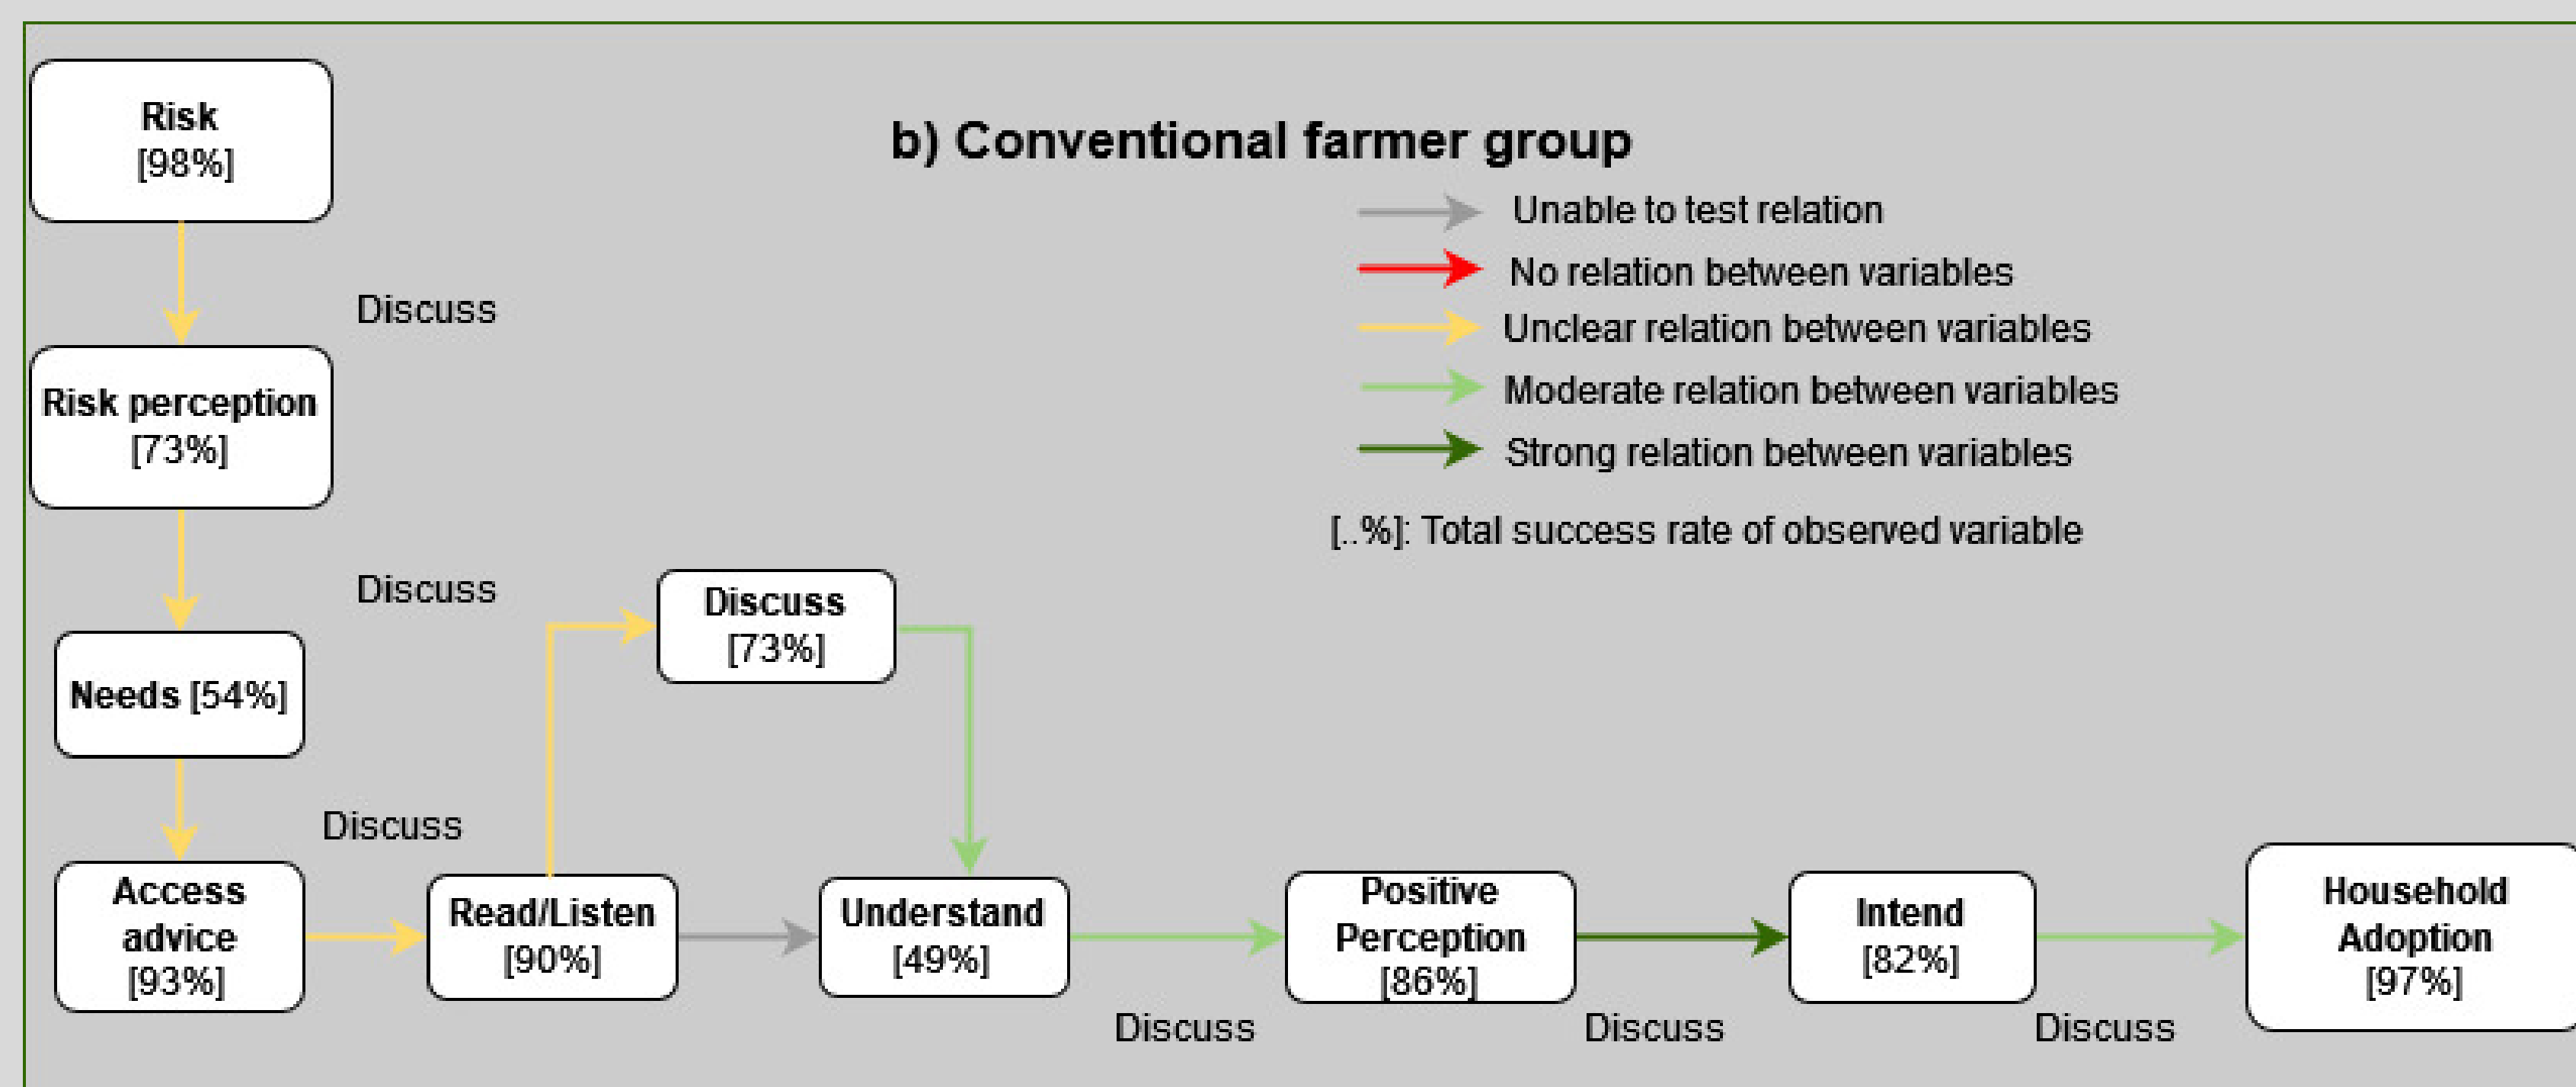 Risk
[98%]
b) Conventional farmer group
Unable to test relation
No relation between variables
Unclear relation between variables
Moderate relation between variables
Strong relation between variables
[..%]: Total success rate of observed variable
Discuss
Risk perception
[73%]
Discuss
Discuss
[73%]
Needs [54%]
Discuss
Access
advice
[93%]
Read/Listen
[90%]
Understand
[49%]
Positive
Perception
[86%]
Intend
[82%]
Household
Adoption
[97%]
Discuss
Discuss
Discuss